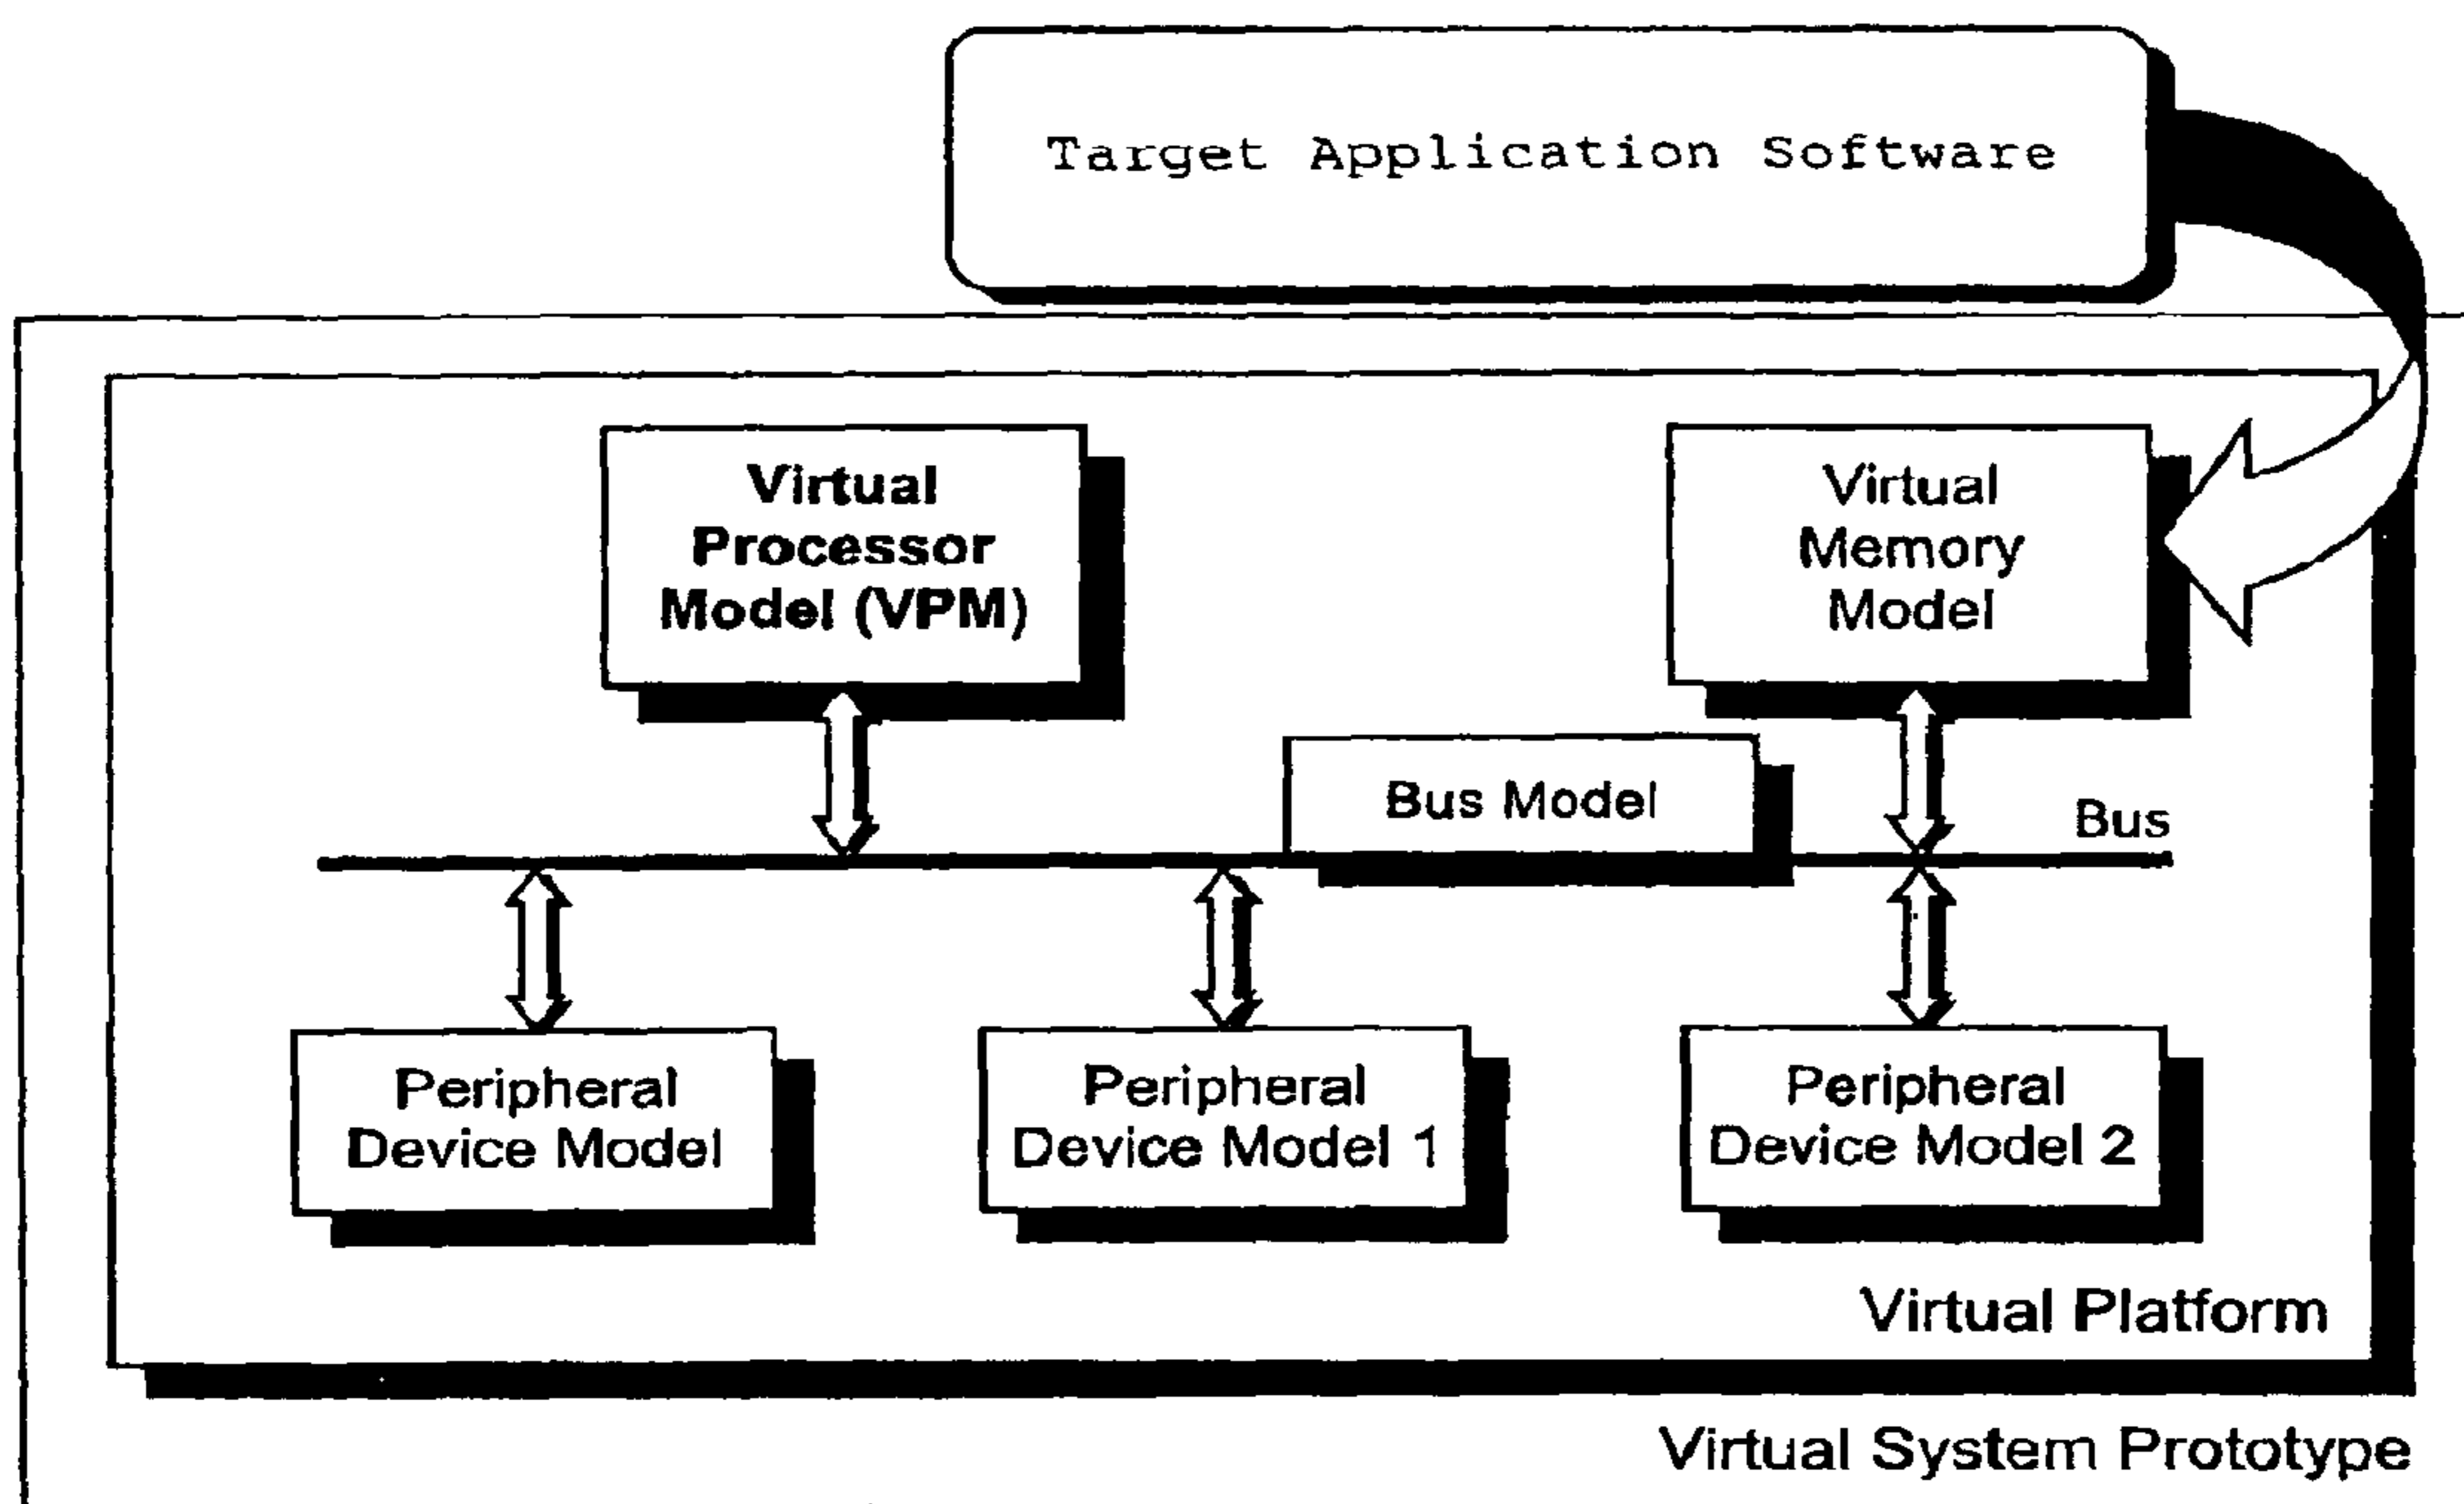 Target Application Software
Virtual
Processor
Model (VPM)
Virtual
Memory
Model
Bus Model
Bus
Peripheral
Device Model
Peripheral
Device Model 1
Peripheral
Device Model 2
Virtual Platform
Virtual System Prototype